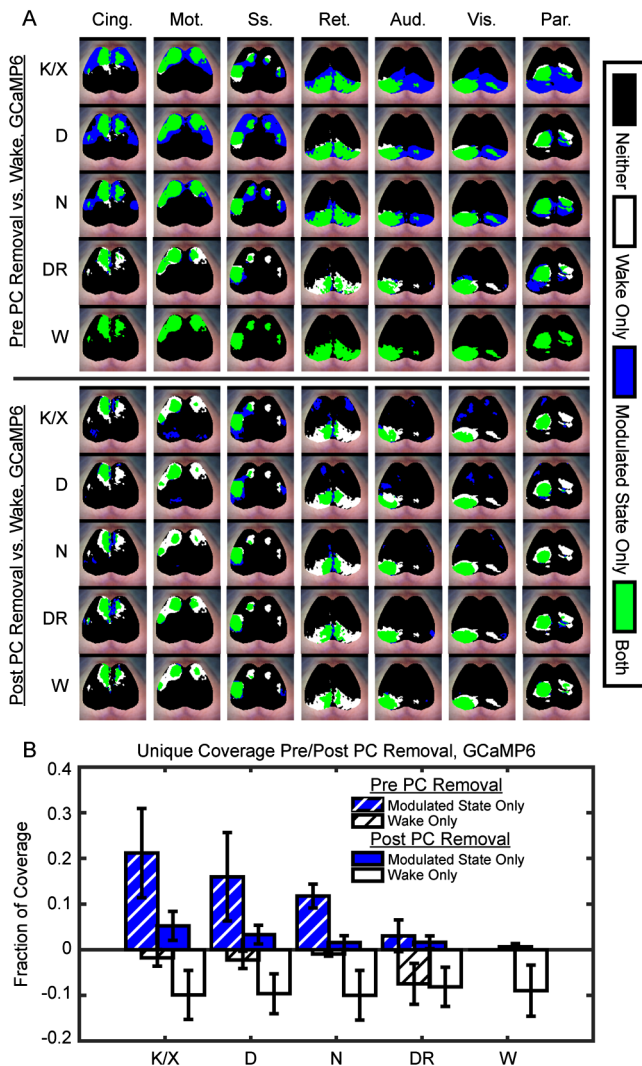 A
Cing. Mot. Ss. Ret. Aud. Vis. Par.
Pre PC Removal vs. Wake, GCaMP6
K/X
D
N
DR
W
Post PC Removal vs. Wake, GCaMP6
K/X
D
N
DR
W
Neither
Wake Only
Modulated State Only
Both
B
Unique Coverage Pre/Post PC Removal, GCaMP6
Fraction of Coverage
0.4
0.3
0.2
0.1
0
-0.1
-0.2
Pre PC Removal
Modulated State Only
Wake Only
Post PC Removal
Modulated State Only
Wake Only
K/X D N DR W